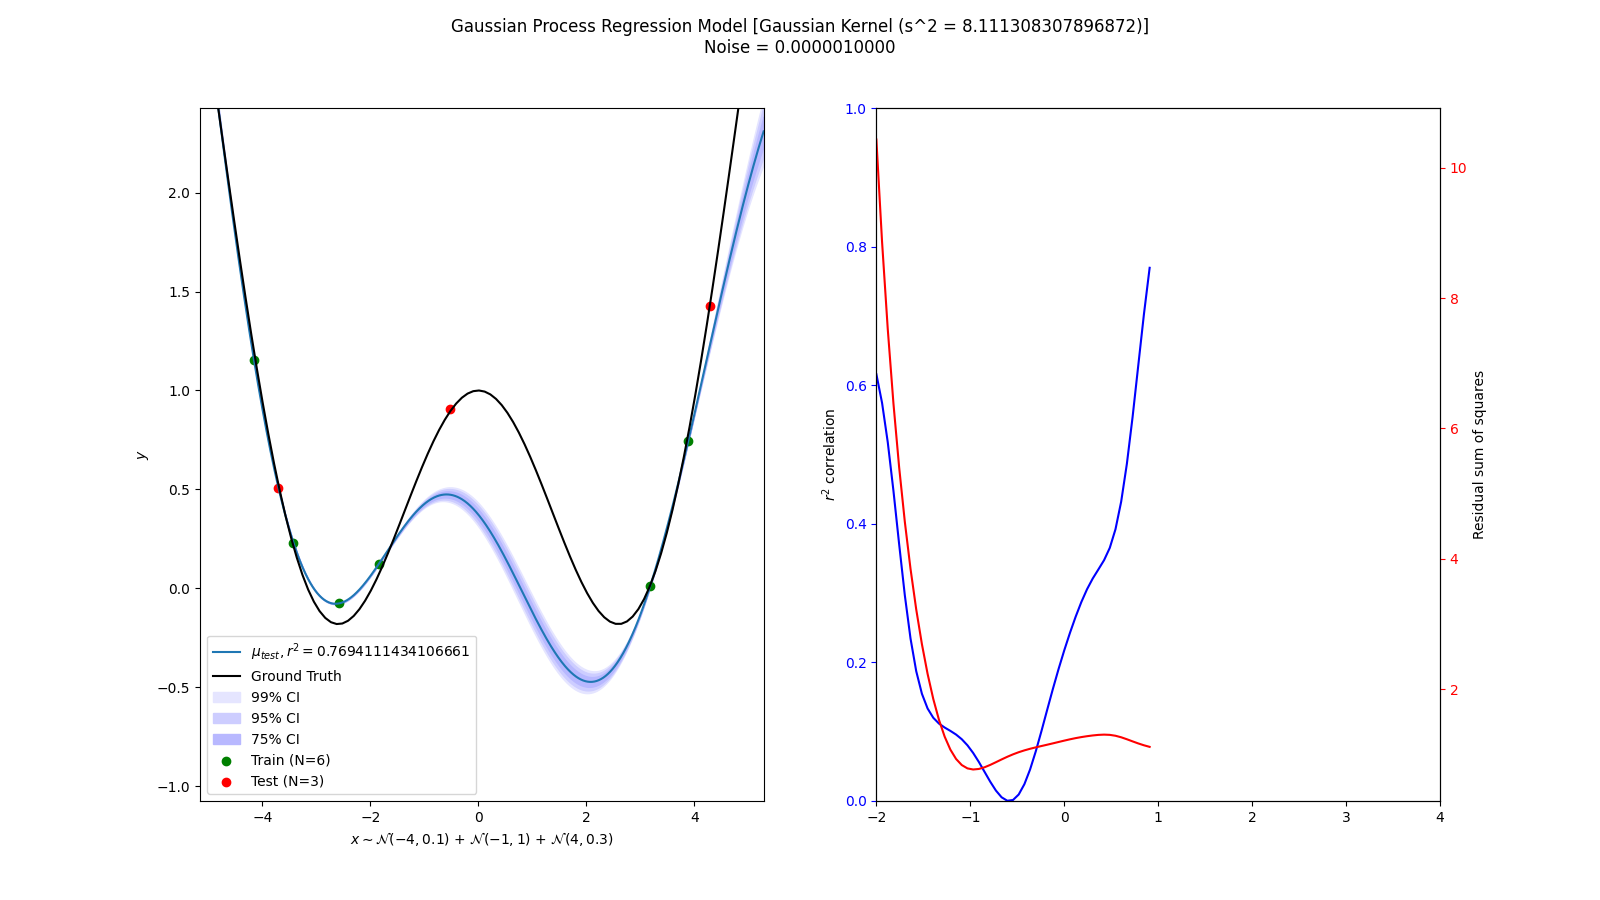 Gaussian Process Regression Model [Gaussian Kernel (s^2 = 8.111308307896872)]
Noise = 0.0000010000
2.0
1.5
1.0
0.5
0.0
−0.5
−1.0
y
−4
−2
0
2
4
x ∼ 𝒩(−4, 0.1) + 𝒩(−1, 1) + 𝒩(4, 0.3)
μ_test, r² = 0.7694111434106661
Ground Truth
99% CI
95% CI
75% CI
Train (N=6)
Test (N=3)
1.0
0.8
0.6
0.4
0.2
0.0
r² correlation
−2
−1
0
1
2
3
4
10
8
6
4
2
Residual sum of squares